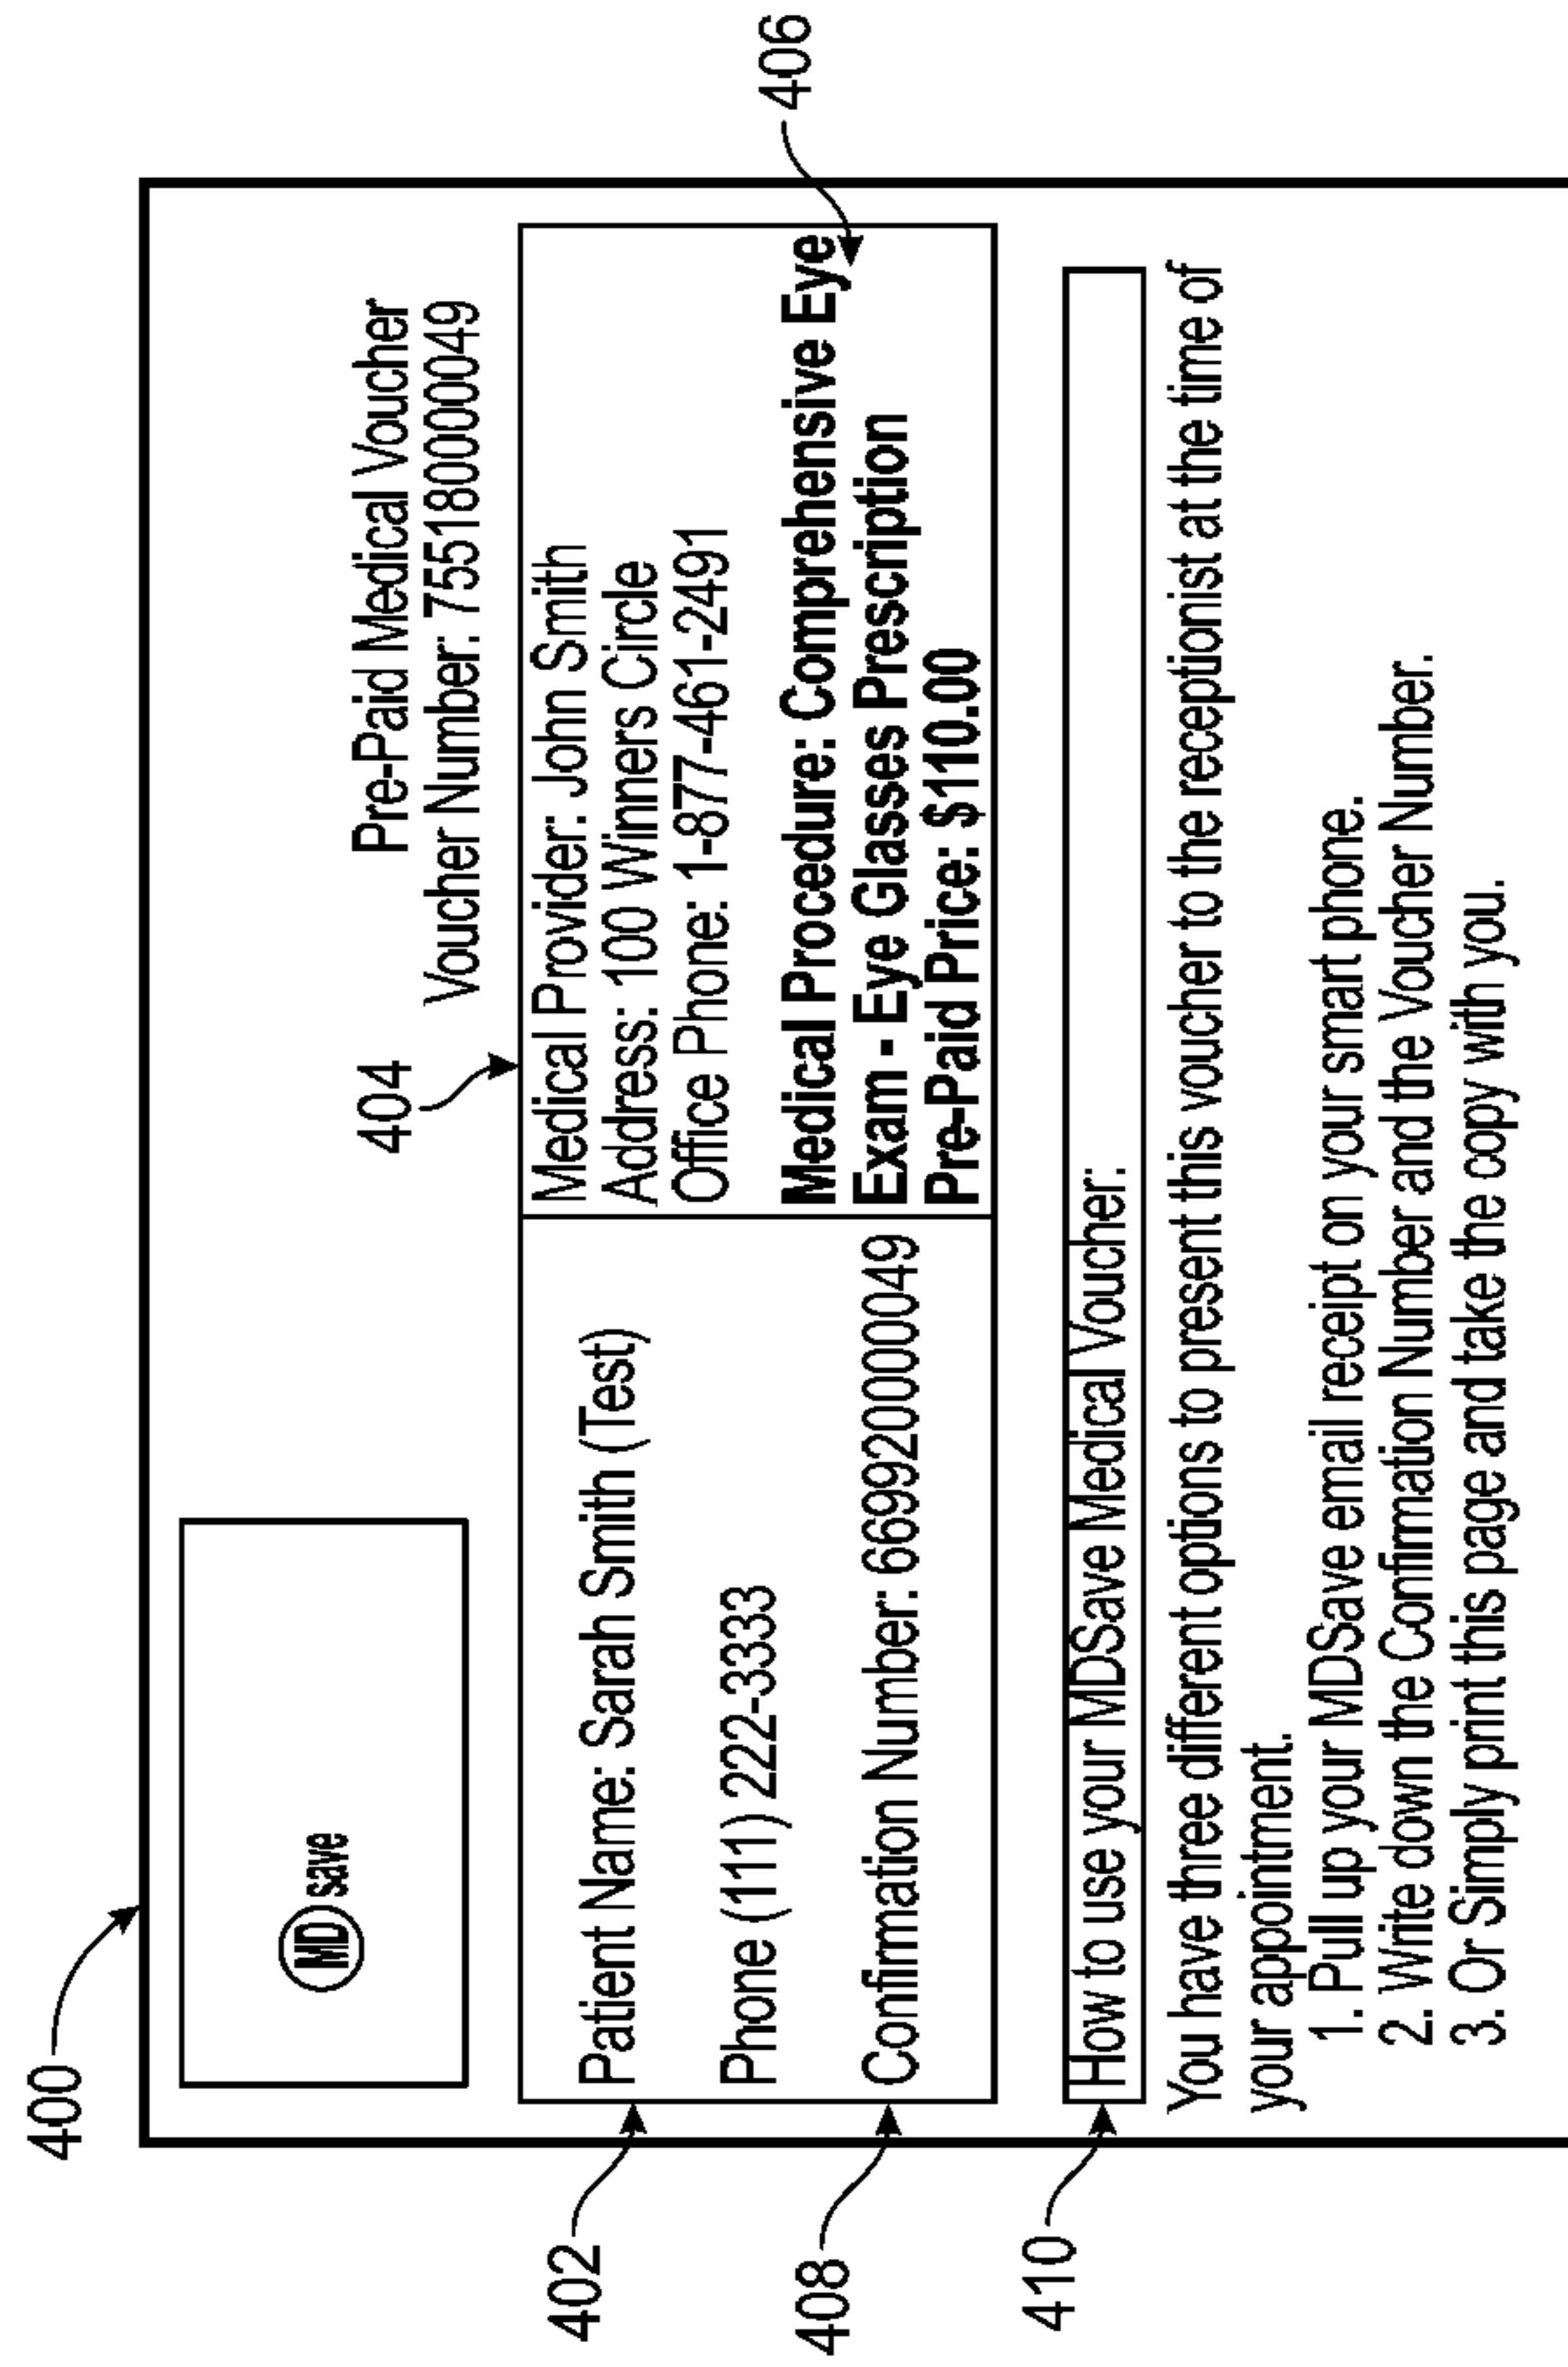 400
MD save
Pre-Paid Medical Voucher
Voucher Number: 75518000049
404
402
Patient Name: Sarah Smith (Test)
Phone (111) 222-3333
408
Confirmation Number: 66992000049
Medical Provider: John Smith
Address: 100 Winners Circle
Office Phone: 1-877-461-2491
Medical Procedure: Comprehensive Eye
Exam - Eye Glasses Prescription
Pre-Paid Price: $110.00
406
410
How to use your MDSave Medical Voucher:
You have three different options to present this voucher to the receptionist at the time of
your appointment.
1. Pull up your MDSave email receipt on your smart phone.
2. Write down the Confirmation Number and the Voucher Number.
3. Or Simply print this page and take the copy with you.